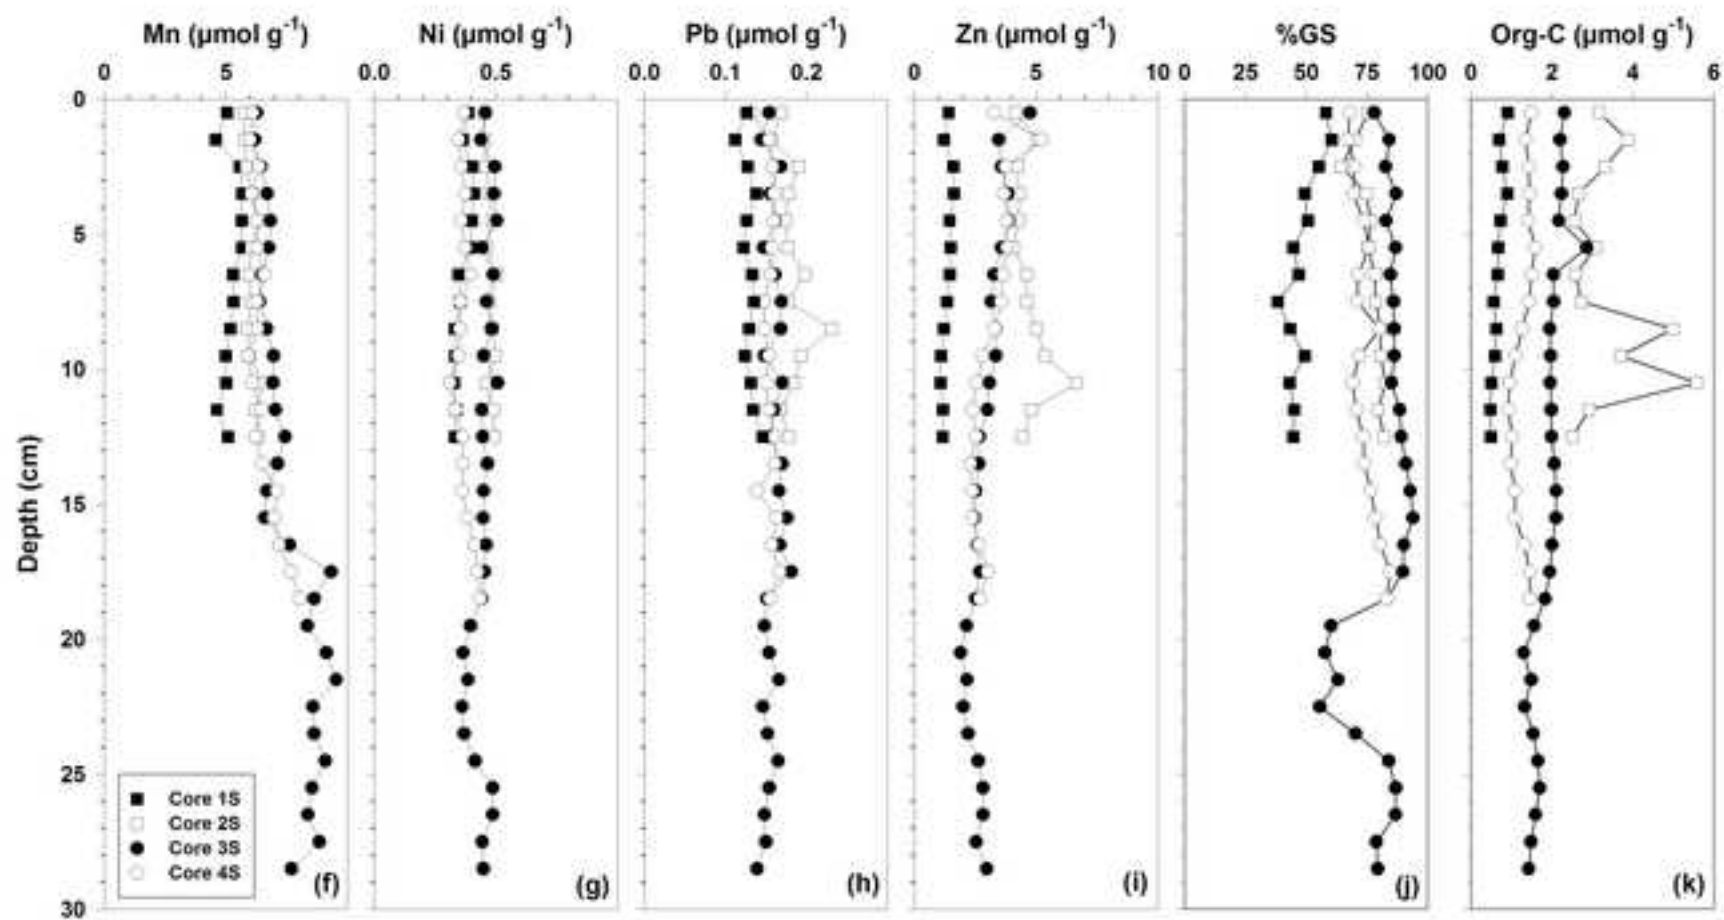 Mn (µmol g⁻¹) Ni (µmol g⁻¹) Pb (µmol g⁻¹) Zn (µmol g⁻¹) %GS Org-C (µmol g⁻¹)
0 5 0.0 0.5 0.0 0.1 0.2 0 5 10 0 25 50 75 100 0 2 4 6
0
5
10
15
20
25
30
Depth (cm)
Core 1S
Core 2S
Core 3S
Core 4S
(f) (g) (h) (i) (j) (k)